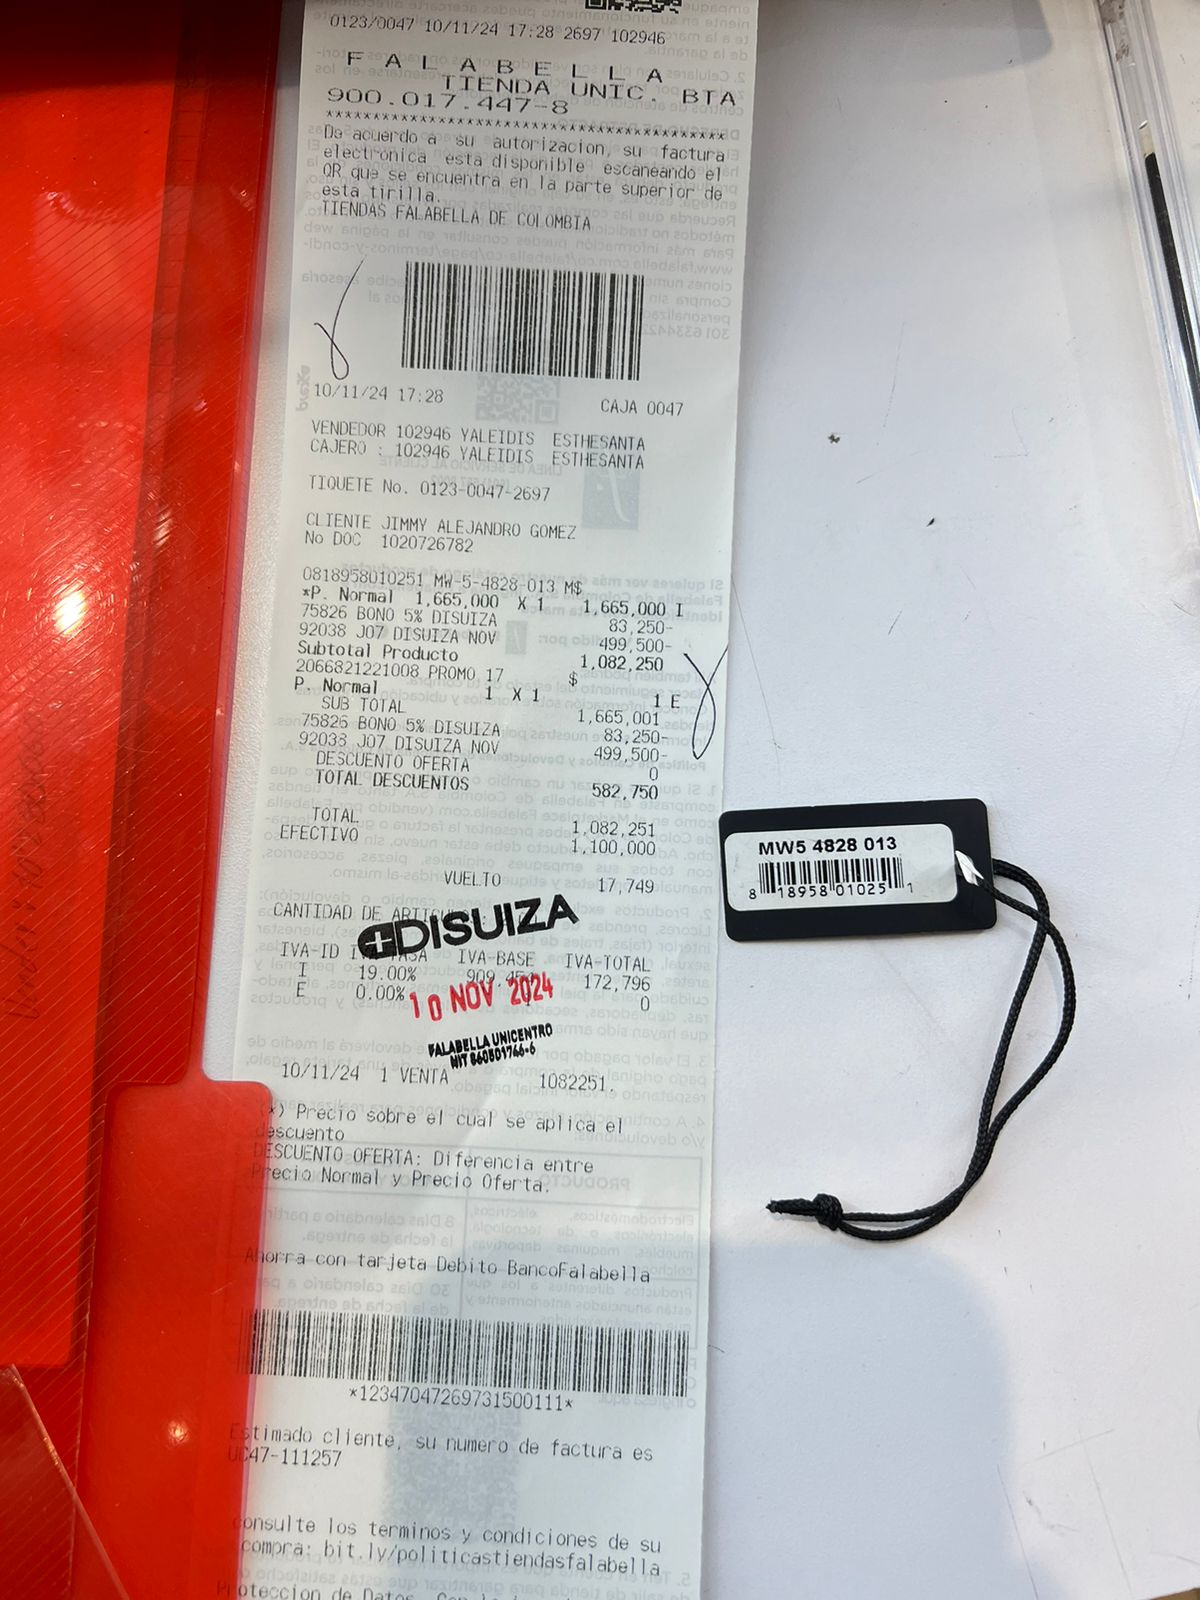 0123/0047 10/11/24 17:28 2697 102946
F A L A B E L L A
TIENDA UNIC. BTA
900.017.447-8
De acuerdo a su autorizacion, su factura
electronica esta disponible escaneando el
QR que se encuentra en la parte superior de
esta tirilla.
TIENDAS FALABELLA DE COLOMBIA
10/11/24 17:28 CAJA 0047
VENDEDOR 102946 YALEIDIS ESTHESANTA
CAJERO : 102946 YALEIDIS ESTHESANTA
TIQUETE No. 0123-0047-2697
CLIENTE JIMMY ALEJANDRO GOMEZ
No DOC 1020726782
0818958010251 MW-5-4828-013 M$
*P. Normal 1,665,000 X 1 1,665,000 I
75826 BONO 5% DISUIZA 83,250-
92038 J07 DISUIZA NOV 499,500-
Subtotal Producto 1,082,250
2066821221008 PROMO 17 $
P. Normal 1 X 1 1 E
SUB TOTAL 1,665,001
75826 BONO 5% DISUIZA 83,250-
92038 J07 DISUIZA NOV 499,500-
DESCUENTO OFERTA 0
TOTAL DESCUENTOS 582,750
TOTAL 1,082,251
EFECTIVO 1,100,000
VUELTO 17,749
CANTIDAD DE
+DISUIZA
IVA-ID IVA-BASE IVA-TOTAL
I 19.00% 172,796
E 0.00% 0
10 NOV 2024
FALABELLA UNICENTRO
NIT 860501766-6
10/11/24 1 VENTA 1082251.
(*) Precio sobre el cual se aplica el
descuento
DESCUENTO OFERTA: Diferencia entre
Precio Normal y Precio Oferta.
Ahorra con tarjeta Debito BancoFalabella
*12347047269731500111*
Estimado cliente, su numero de factura es
UC47-111257
consulte los terminos y condiciones de su
compra: bit.ly/politicastiendasfalabella
Proteccion de Datos.
MW5 4828 013
8 18958 01025 1